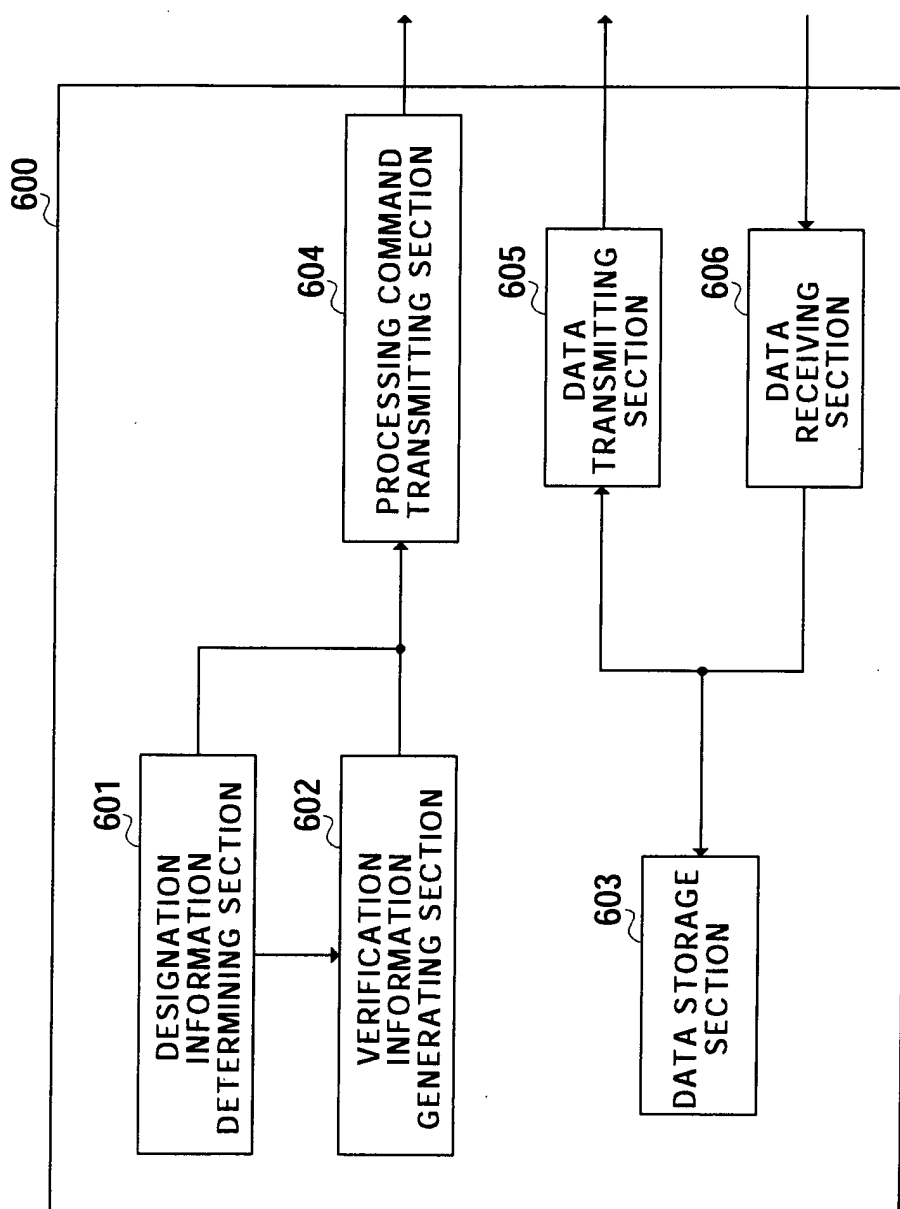 600
601
DESIGNATION
INFORMATION
DETERMINING SECTION
602
VERIFICATION
INFORMATION
GENERATING SECTION
603
DATA STORAGE
SECTION
604
PROCESSING COMMAND
TRANSMITTING SECTION
605
DATA
TRANSMITTING
SECTION
606
DATA
RECEIVING
SECTION